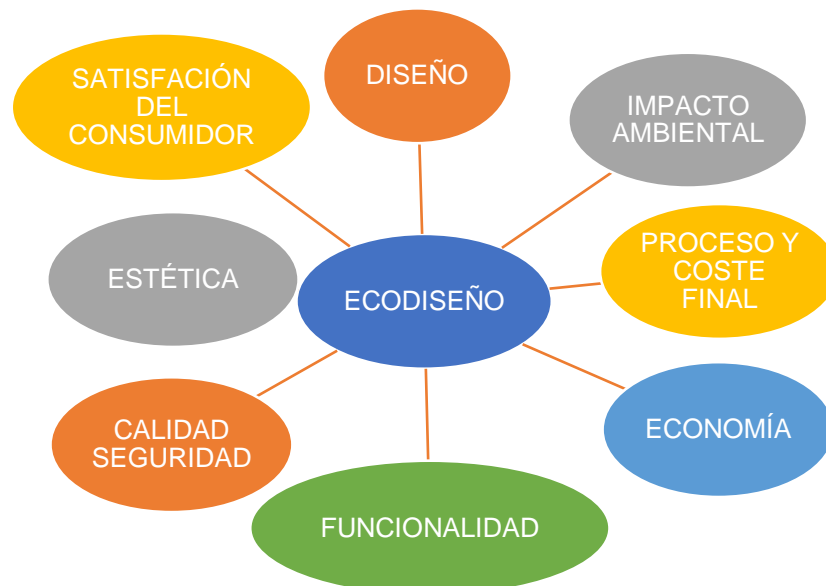 SATISFACIÓN
DEL
CONSUMIDOR
DISEÑO
IMPACTO
AMBIENTAL
ESTÉTICA
ECODISEÑO
PROCESO Y
COSTE
FINAL
CALIDAD
SEGURIDAD
ECONOMÍA
FUNCIONALIDAD